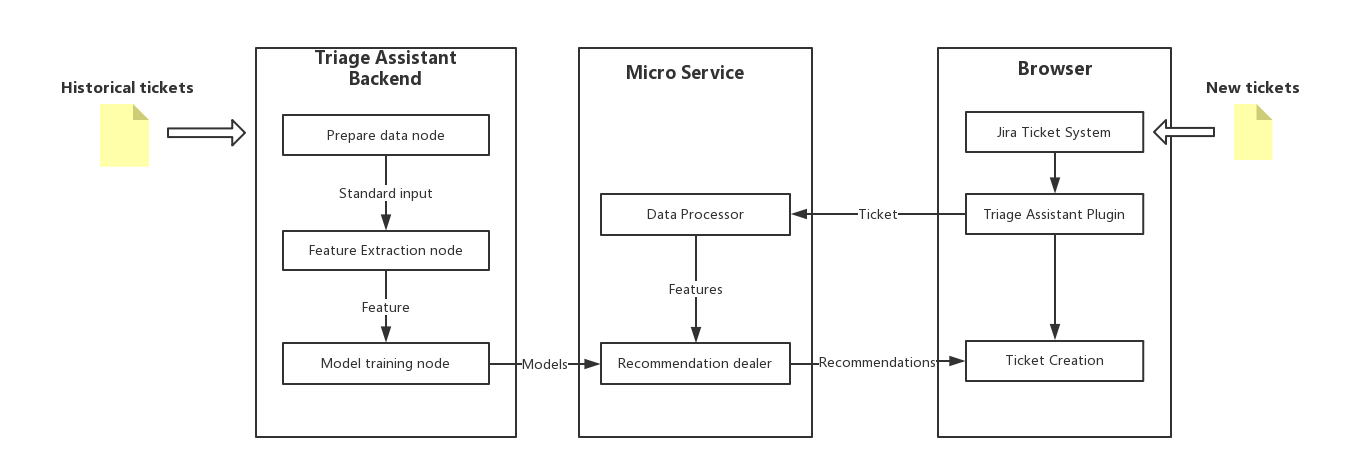 Triage Assistant
Backend
Micro Service
Browser
Historical tickets
New tickets
Prepare data node
Jira Ticket System
Standard input
Data Processor
Ticket
Triage Assistant Plugin
Feature Extraction node
Features
Feature
Model training node
Models
Recommendation dealer
Recommendations
Ticket Creation